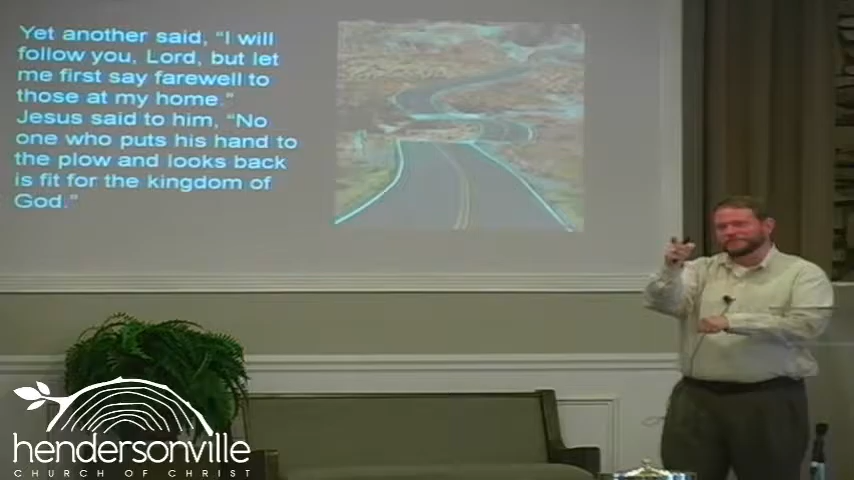 Yet another said, "I will
follow you, Lord, but let
me first say farewell to
those at my home."
Jesus said to him, "No
one who puts his hand to
the plow and looks back
is fit for the kingdom of
God."
hendersonville
CHURCH OF CHRIST